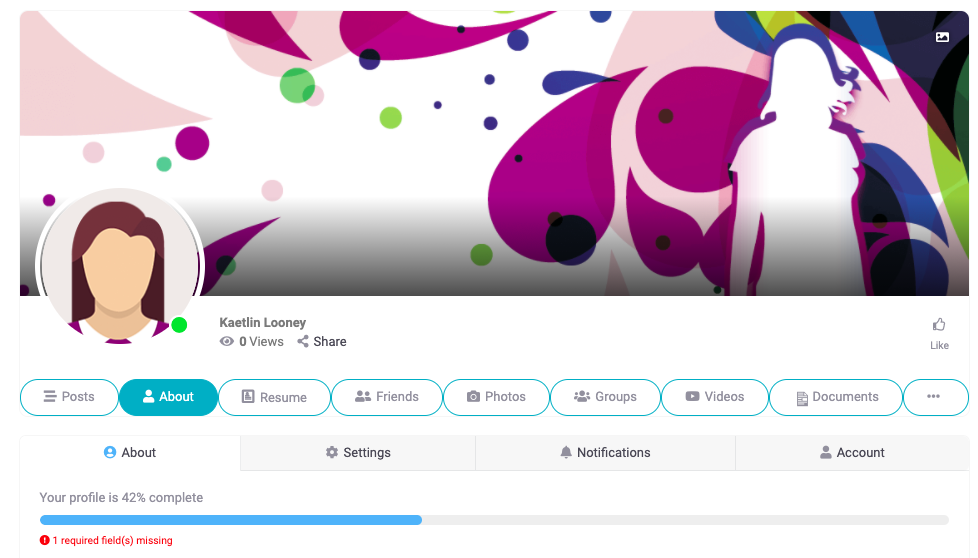 Kaetlin Looney
0 Views Share
Like
Posts About Resume Friends Photos Groups Videos Documents ...
About Settings Notifications Account
Your profile is 42% complete
1 required field(s) missing